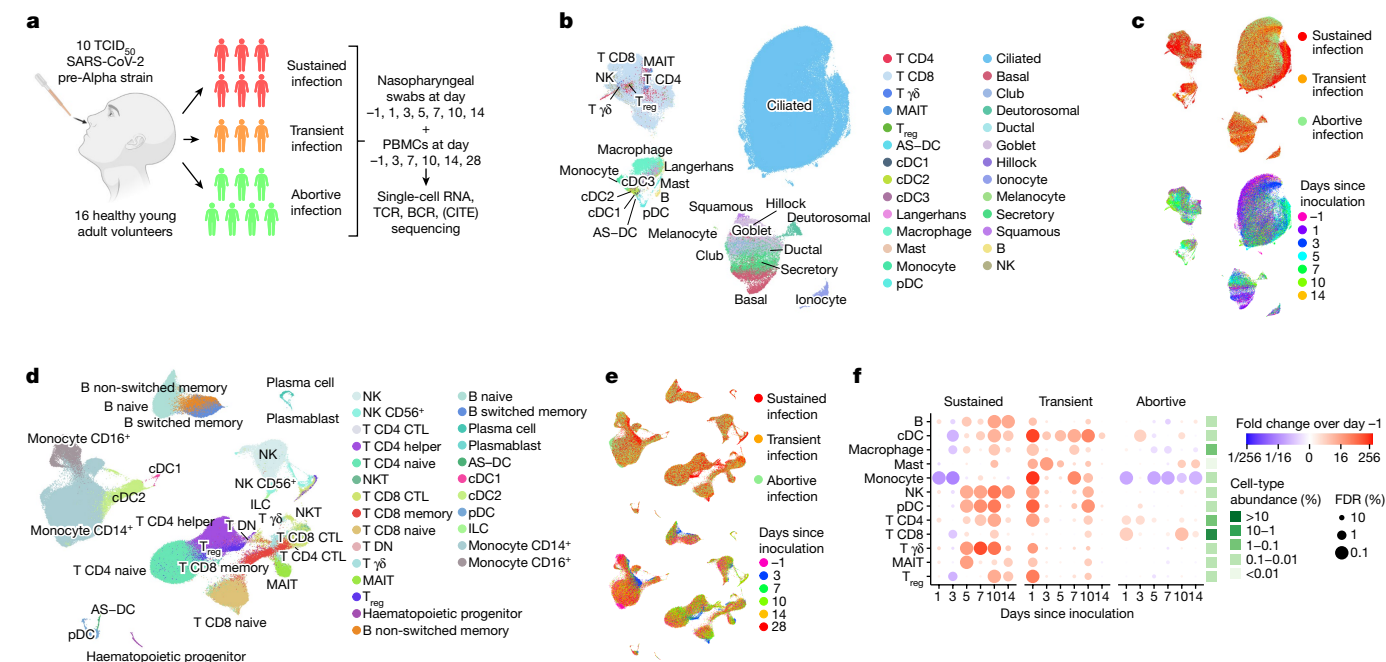 a
10 TCID50
SARS-CoV-2
pre-Alpha strain
16 healthy young
adult volunteers
Sustained
infection
Transient
infection
Abortive
infection
Nasopharyngeal
swabs at day
−1, 1, 3, 5, 7, 10, 14
+
PBMCs at day
−1, 3, 7, 10, 14, 28
Single-cell RNA,
TCR, BCR, (CITE)
sequencing
b
T CD8
MAIT
NK
T CD4
T γδ
Treg
Ciliated
Macrophage
Monocyte
Langerhans
cDC3
Mast
cDC2
B
cDC1
pDC
AS–DC
Squamous
Hillock
Deutorosomal
Melanocyte
Goblet
Club
Ductal
Secretory
Basal
Ionocyte
T CD4
T CD8
T γδ
MAIT
Treg
AS–DC
cDC1
cDC2
cDC3
Langerhans
Macrophage
Mast
Monocyte
pDC
Ciliated
Basal
Club
Deutorosomal
Ductal
Goblet
Hillock
Ionocyte
Melanocyte
Secretory
Squamous
B
NK
c
Sustained
infection
Transient
infection
Abortive
infection
Days since
inoculation
−1
1
3
5
7
10
14
d
B non-switched memory
B naive
B switched memory
Plasma cell
Plasmablast
Monocyte CD16+
cDC1
cDC2
Monocyte CD14+
NK
NK CD56+
ILC
NKT
T CD4 helper
T DN
T γδ
T CD8 CTL
Treg
T CD4 CTL
T CD4 naive
T CD8 memory
MAIT
T CD8 naive
AS–DC
pDC
Haematopoietic progenitor
NK
NK CD56+
T CD4 CTL
T CD4 helper
T CD4 naive
NKT
T CD8 CTL
T CD8 memory
T CD8 naive
T DN
T γδ
MAIT
Treg
Haematopoietic progenitor
B non-switched memory
B naive
B switched memory
Plasma cell
Plasmablast
AS–DC
cDC1
cDC2
pDC
ILC
Monocyte CD14+
Monocyte CD16+
e
Sustained
infection
Transient
infection
Abortive
infection
Days since
inoculation
−1
3
7
10
14
28
f
Sustained
Transient
Abortive
B
cDC
Macrophage
Mast
Monocyte
NK
pDC
T CD4
T CD8
T γδ
MAIT
Treg
1 3 5 7 10 14
1 3 5 7 10 14
1 3 5 7 10 14
Days since inoculation
Fold change over day −1
1/256 1/16 0 16 256
Cell-type
abundance (%)
>10
10–1
1–0.1
0.1–0.01
<0.01
FDR (%)
10
1
0.1